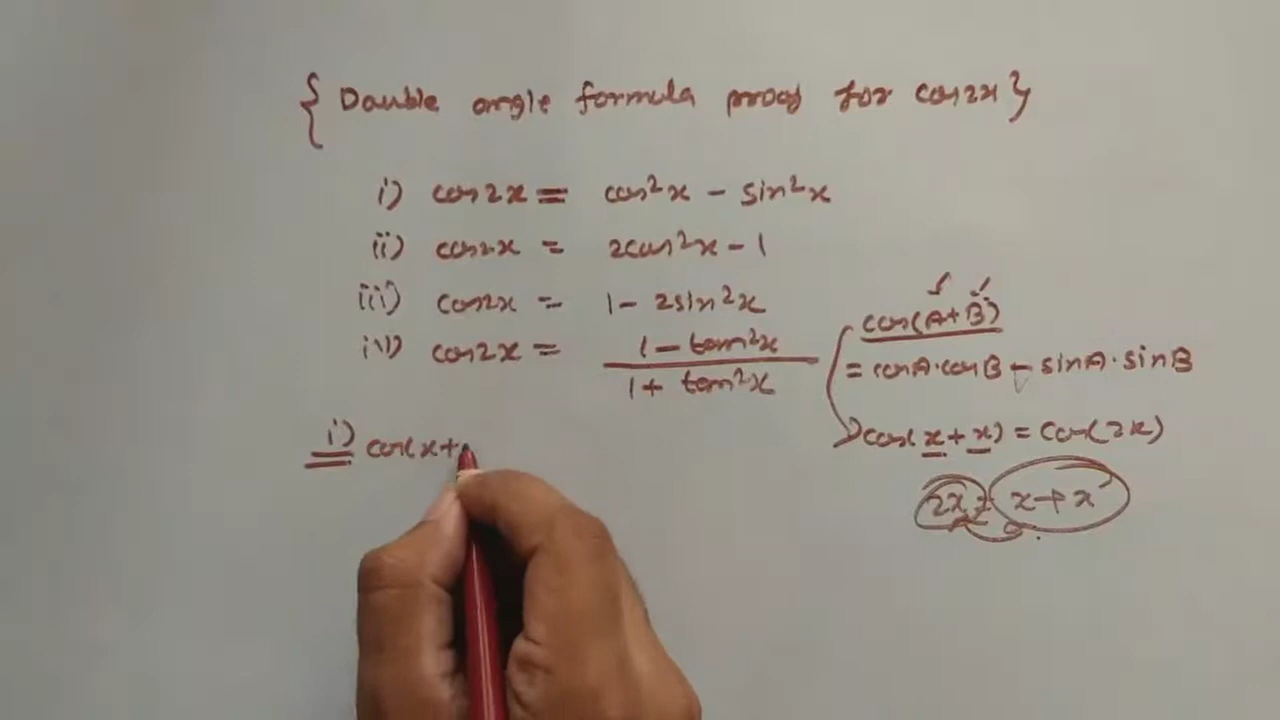 { Double angle formula proof for cos2x }
i) cos2x = cos²x - sin²x
ii) cos2x = 2cos²x - 1
iii) cos2x = 1 - 2sin²x
iv) cos2x = 1 - tan²x / 1 + tan²x
cos(A+B)
= cosA·cosB - sinA·sinB
cos(x+x) = cos(2x)
2x = x+x
i) cos(x+